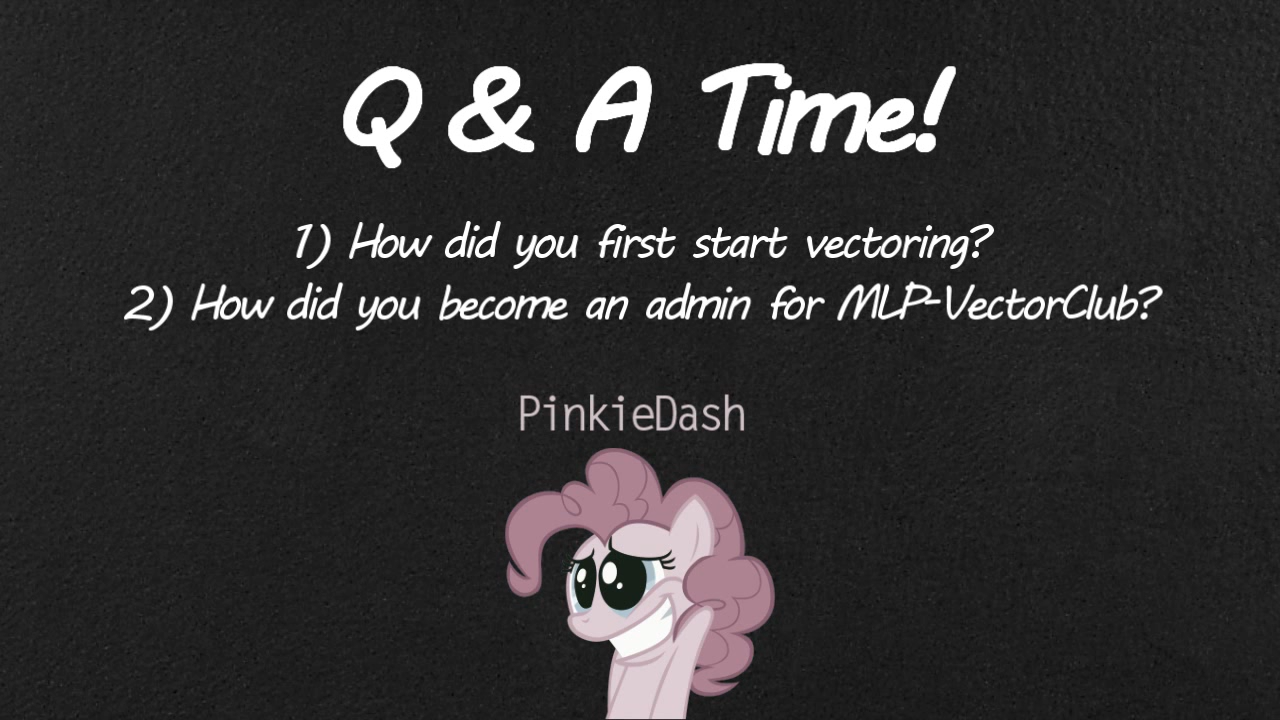 Q & A Time!
1) How did you first start vectoring?
2) How did you become an admin for MLP-VectorClub?
PinkieDash